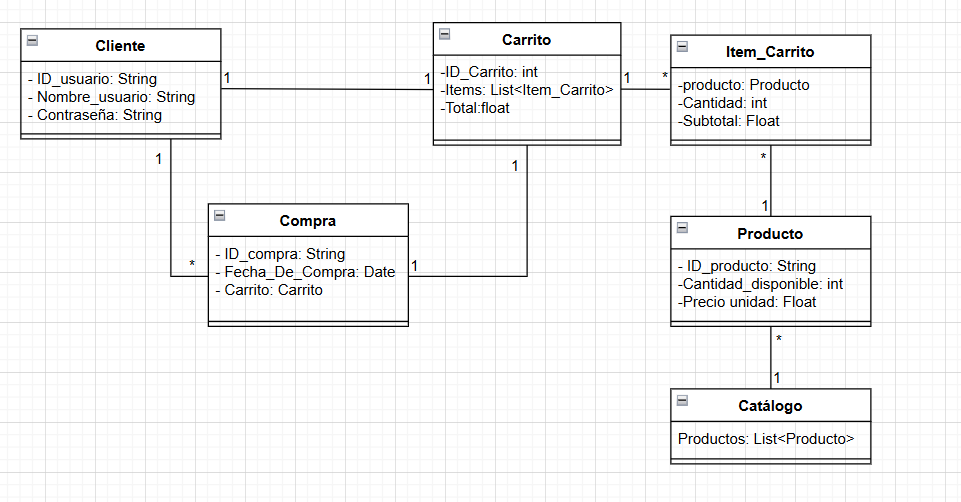 Cliente
- ID_usuario: String
- Nombre_usuario: String
- Contraseña: String
1
1
Carrito
-ID_Carrito: int
-Items: List<Item_Carrito>
-Total:float
1
*
Item_Carrito
-producto: Producto
-Cantidad: int
-Subtotal: Float
1
*
Compra
- ID_compra: String
- Fecha_De_Compra: Date
- Carrito: Carrito
1
1
*
1
Producto
- ID_producto: String
-Cantidad_disponible: int
-Precio unidad: Float
*
1
Catálogo
Productos: List<Producto>